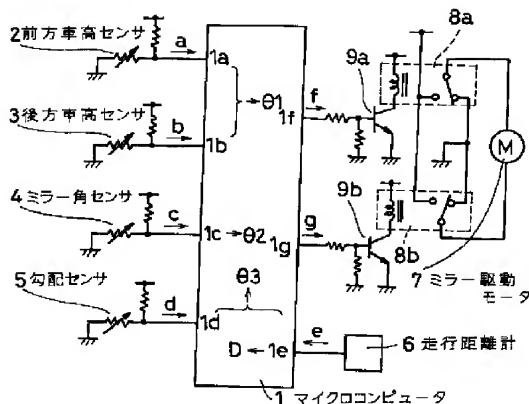 2 前方車高センサ
a
1a
3 後方車高センサ
b
1b
→θ1
4 ミラー角センサ
c
1c →θ2
5 勾配センサ
d
1d
θ3
D ← 1e
e
6 走行距離計
1 マイクロコンピュータ
1f
f
9a
8a
1g
g
9b
8b
M
7 ミラー駆動
モータ